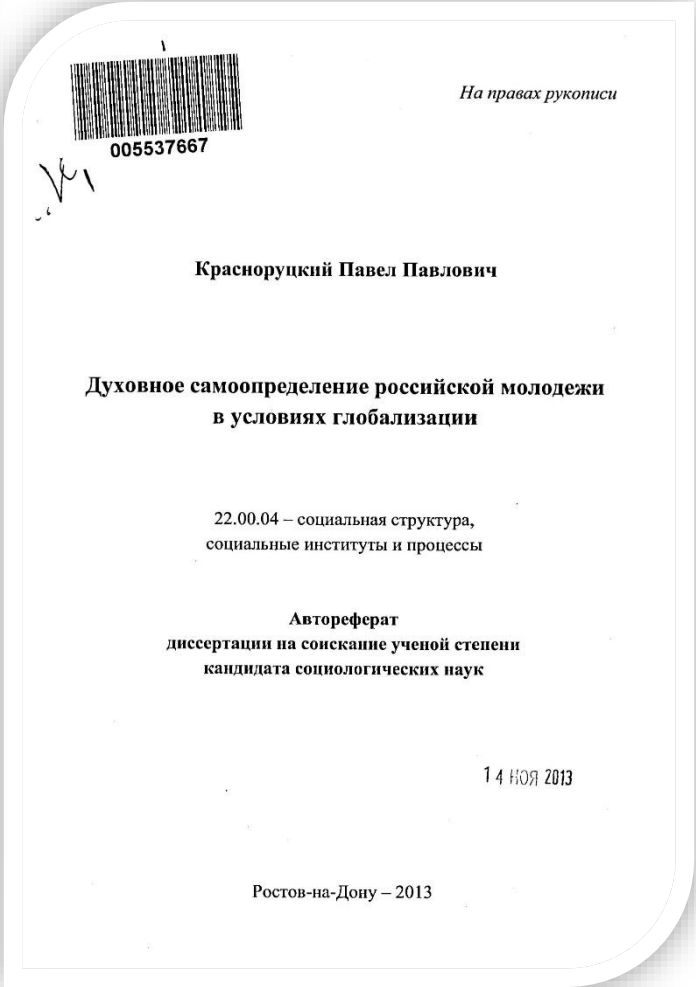 На правах рукописи
005537667
Красноруцкий Павел Павлович
Духовное самоопределение российской молодежи
в условиях глобализации
22.00.04 – социальная структура,
социальные институты и процессы
Автореферат
диссертации на соискание ученой степени
кандидата социологических наук
14 НОЯ 2013
Ростов-на-Дону – 2013